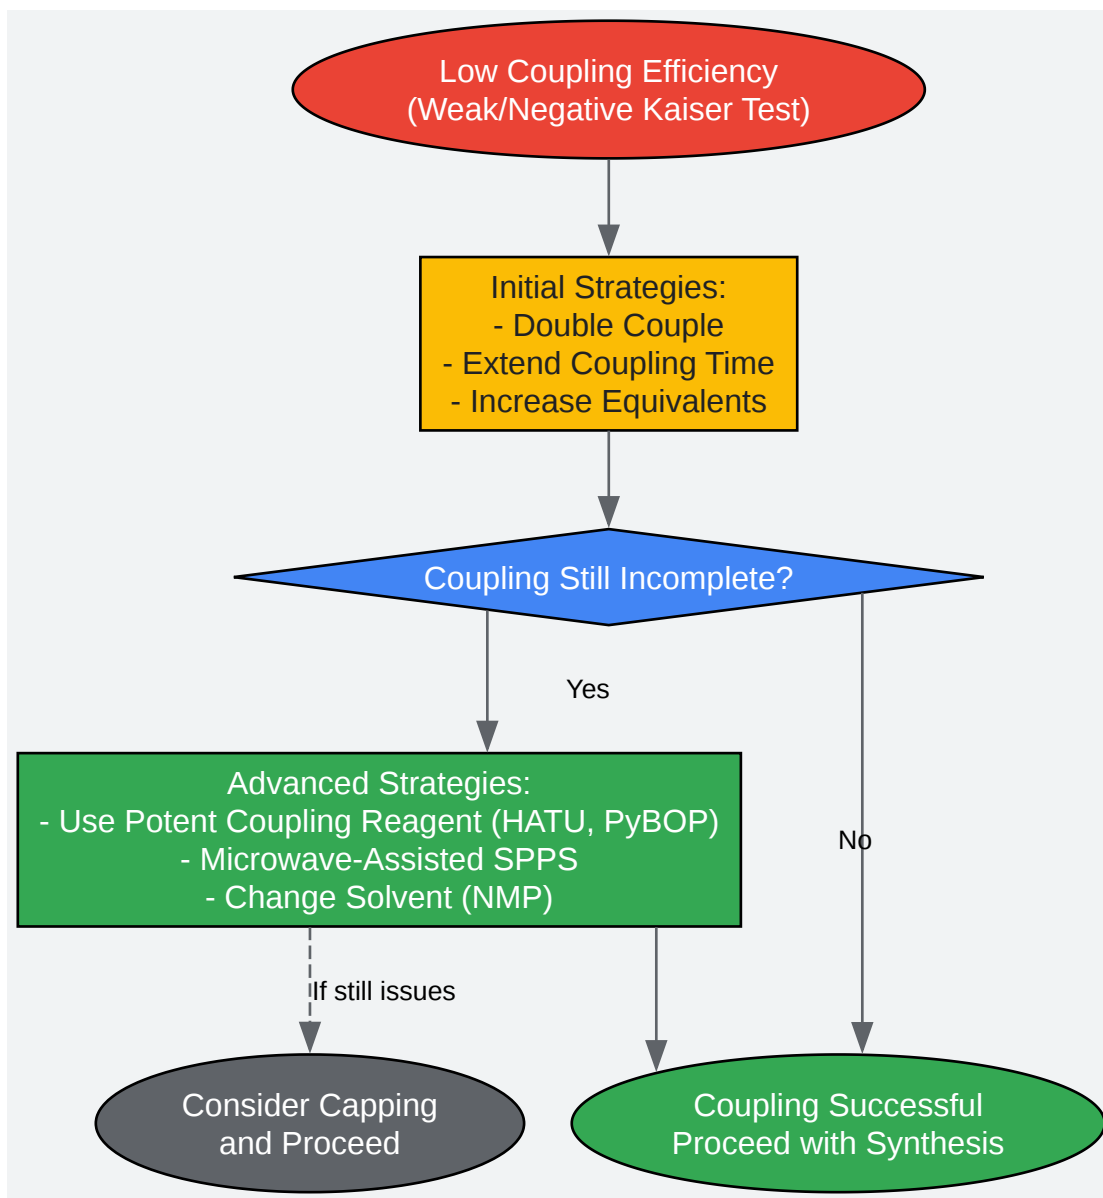 Low Coupling Efficiency
(Weak/Negative Kaiser Test)
Initial Strategies:
- Double Couple
- Extend Coupling Time
- Increase Equivalents
Coupling Still Incomplete?
Yes
Advanced Strategies:
- Use Potent Coupling Reagent (HATU, PyBOP)
- Microwave-Assisted SPPS
- Change Solvent (NMP)
No
If still issues
Consider Capping
and Proceed
Coupling Successful
Proceed with Synthesis